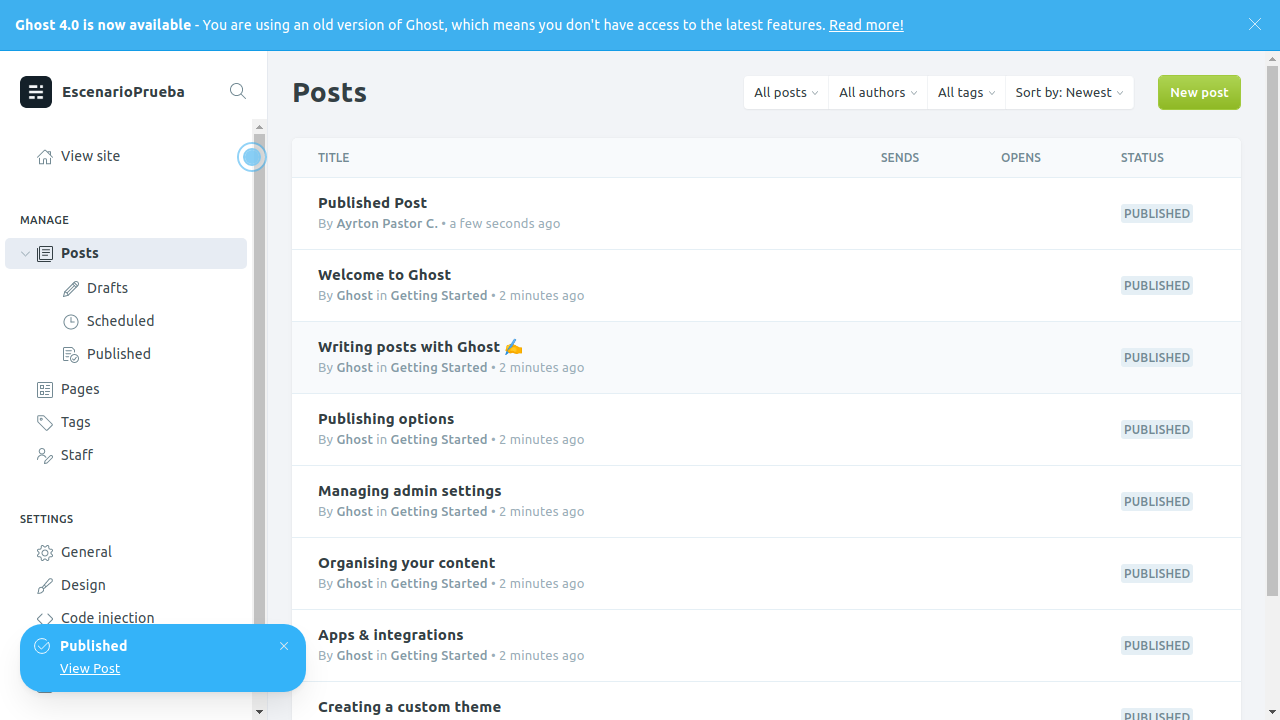 Ghost 4.0 is now available - You are using an old version of Ghost, which means you don't have access to the latest features. Read more!
EscenarioPrueba
View site
MANAGE
Posts
Drafts
Scheduled
Published
Pages
Tags
Staff
SETTINGS
General
Design
Code injection
Published
View Post
Posts
All posts
All authors
All tags
Sort by: Newest
New post
TITLE SENDS OPENS STATUS
Published Post
By Ayrton Pastor C. • a few seconds ago
PUBLISHED
Welcome to Ghost
By Ghost in Getting Started • 2 minutes ago
PUBLISHED
Writing posts with Ghost ✍️
By Ghost in Getting Started • 2 minutes ago
PUBLISHED
Publishing options
By Ghost in Getting Started • 2 minutes ago
PUBLISHED
Managing admin settings
By Ghost in Getting Started • 2 minutes ago
PUBLISHED
Organising your content
By Ghost in Getting Started • 2 minutes ago
PUBLISHED
Apps & integrations
By Ghost in Getting Started • 2 minutes ago
PUBLISHED
Creating a custom theme
PUBLISHED